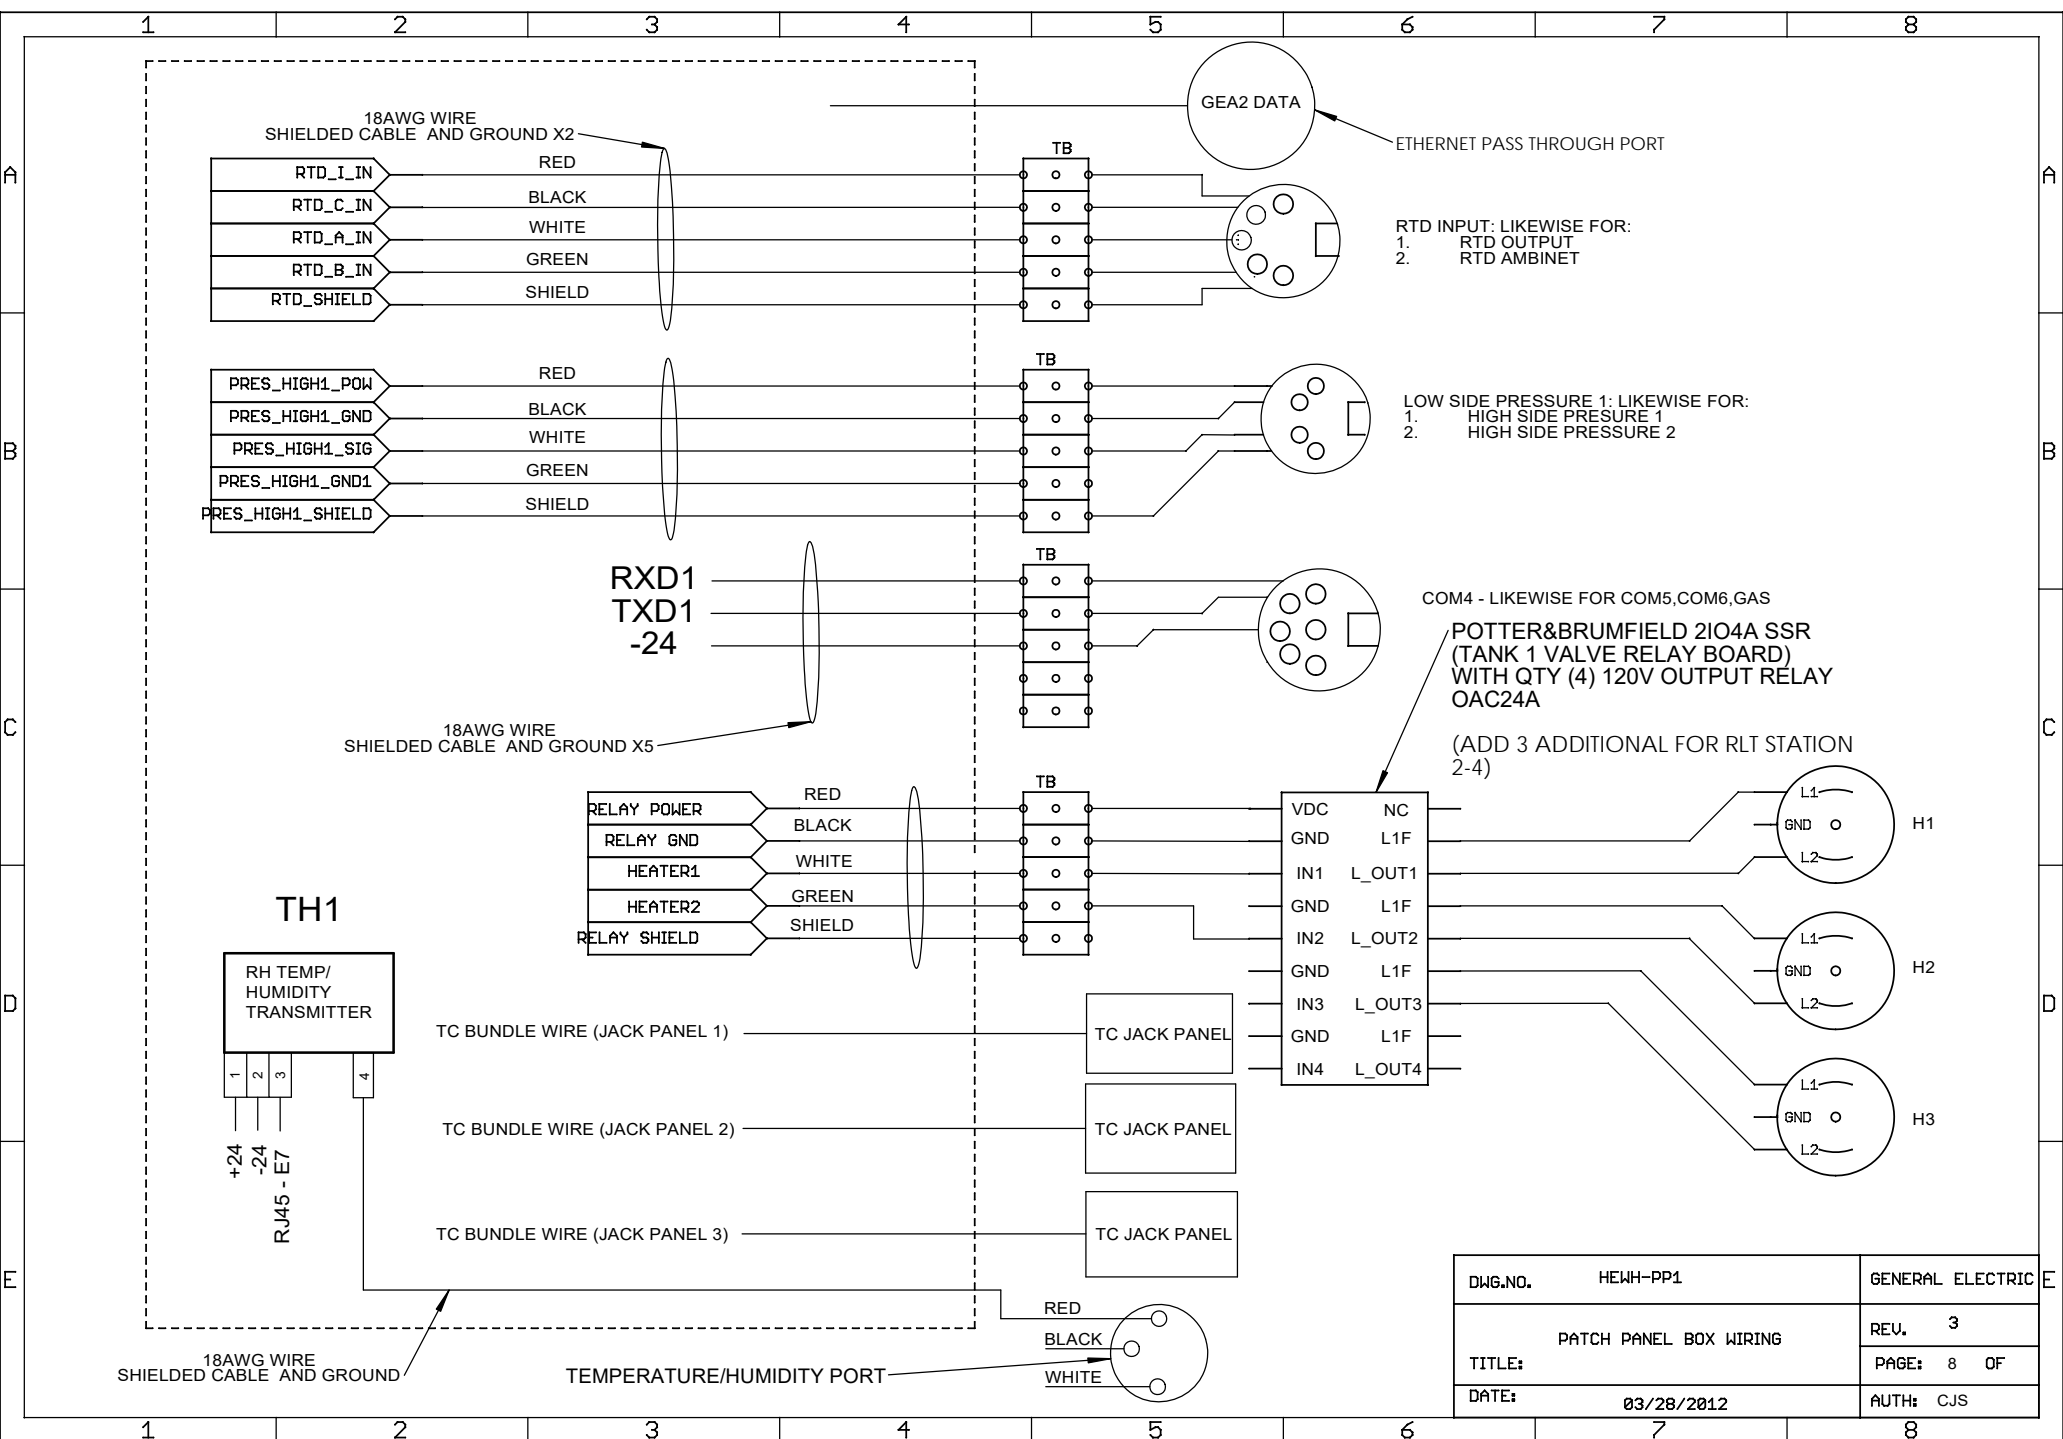 1 2 3 4 5 6 7 8
A
B
C
D
E
A
B
C
D
E
GEA2 DATA
ETHERNET PASS THROUGH PORT
18AWG WIRE
SHIELDED CABLE AND GROUND X2
RTD_I_IN
RTD_C_IN
RTD_A_IN
RTD_B_IN
RTD_SHIELD
RED
BLACK
WHITE
GREEN
SHIELD
TB
RTD INPUT: LIKEWISE FOR:
1. RTD OUTPUT
2. RTD AMBINET
PRES_HIGH1_POW
PRES_HIGH1_GND
PRES_HIGH1_SIG
PRES_HIGH1_GND1
PRES_HIGH1_SHIELD
RED
BLACK
WHITE
GREEN
SHIELD
TB
LOW SIDE PRESSURE 1: LIKEWISE FOR:
1. HIGH SIDE PRESURE 1
2. HIGH SIDE PRESSURE 2
RXD1
TXD1
-24
TB
18AWG WIRE
SHIELDED CABLE AND GROUND X5
COM4 - LIKEWISE FOR COM5,COM6,GAS
POTTER&BRUMFIELD 2IO4A SSR
(TANK 1 VALVE RELAY BOARD)
WITH QTY (4) 120V OUTPUT RELAY
OAC24A
(ADD 3 ADDITIONAL FOR RLT STATION
2-4)
RELAY POWER
RELAY GND
HEATER1
HEATER2
RELAY SHIELD
RED
BLACK
WHITE
GREEN
SHIELD
TB
VDC NC
GND L1F
IN1 L_OUT1
GND L1F
IN2 L_OUT2
GND L1F
IN3 L_OUT3
GND L1F
IN4 L_OUT4
L1
GND
L2
H1
L1
GND
L2
H2
L1
GND
L2
H3
TH1
RH TEMP/
HUMIDITY
TRANSMITTER
1
2
3
4
+24
-24
RJ45 - E7
TC BUNDLE WIRE (JACK PANEL 1)
TC JACK PANEL
TC BUNDLE WIRE (JACK PANEL 2)
TC JACK PANEL
TC BUNDLE WIRE (JACK PANEL 3)
TC JACK PANEL
18AWG WIRE
SHIELDED CABLE AND GROUND
RED
BLACK
WHITE
TEMPERATURE/HUMIDITY PORT
DWG.NO. HEWH-PP1
GENERAL ELECTRIC
PATCH PANEL BOX WIRING
TITLE:
REV. 3
PAGE: 8 OF
DATE: 03/28/2012
AUTH: CJS
1 2 3 4 5 6 7 8